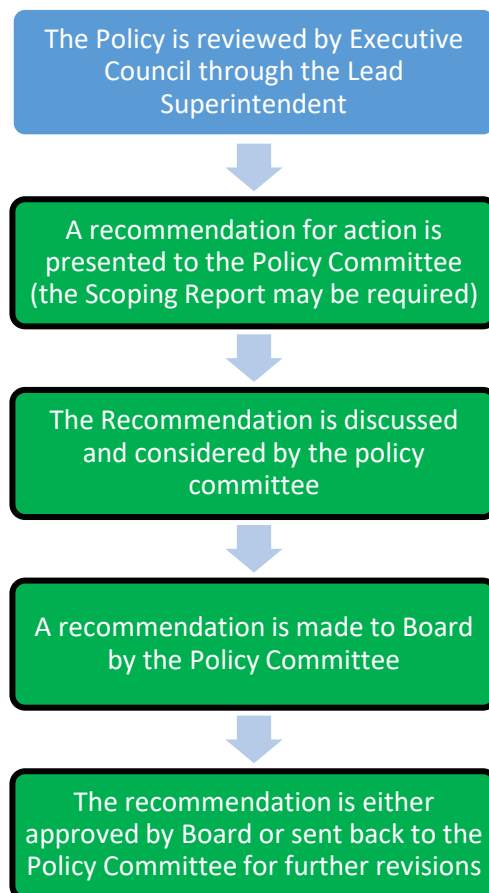 The Policy is reviewed by Executive
Council through the Lead
Superintendent
A recommendation for action is
presented to the Policy Committee
(the Scoping Report may be required)
The Recommendation is discussed
and considered by the policy
committee
A recommendation is made to Board
by the Policy Committee
The recommendation is either
approved by Board or sent back to the
Policy Committee for further revisions